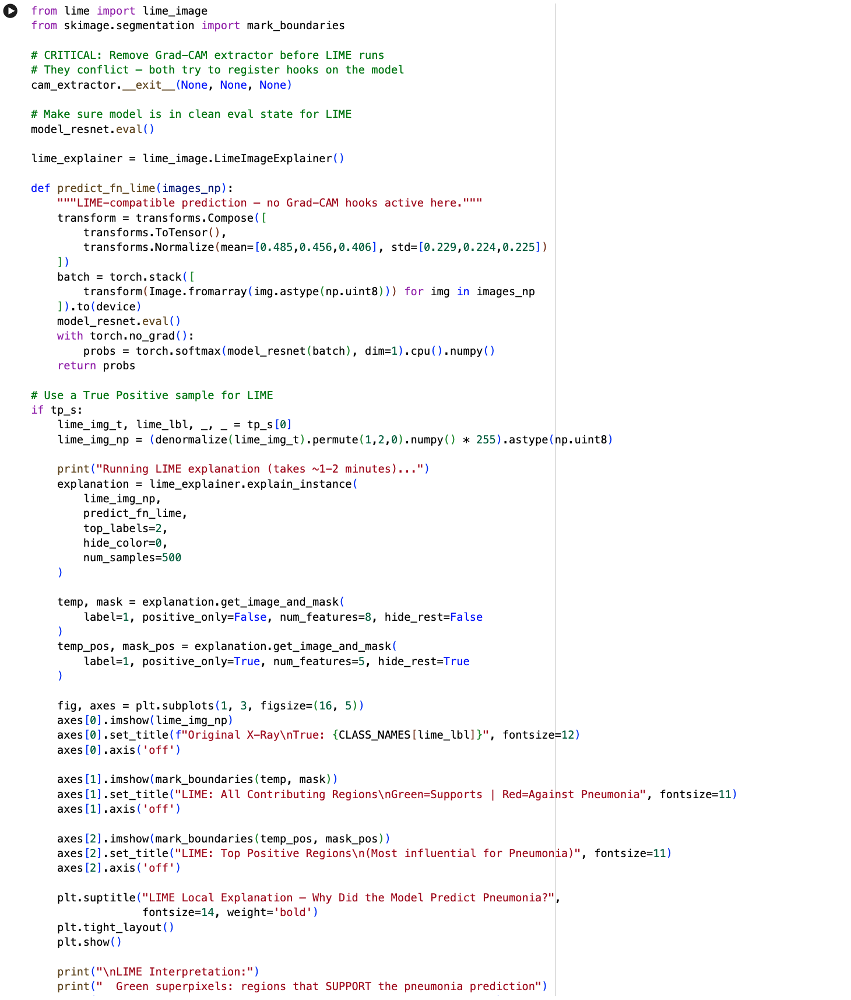 from lime import lime_image
from skimage.segmentation import mark_boundaries

# CRITICAL: Remove Grad-CAM extractor before LIME runs
# They conflict — both try to register hooks on the model
cam_extractor.__exit__(None, None, None)

# Make sure model is in clean eval state for LIME
model_resnet.eval()

lime_explainer = lime_image.LimeImageExplainer()

def predict_fn_lime(images_np):
    """LIME-compatible prediction — no Grad-CAM hooks active here."""
    transform = transforms.Compose([
        transforms.ToTensor(),
        transforms.Normalize(mean=[0.485,0.456,0.406], std=[0.229,0.224,0.225])
    ])
    batch = torch.stack([
        transform(Image.fromarray(img.astype(np.uint8))) for img in images_np
    ]).to(device)
    model_resnet.eval()
    with torch.no_grad():
        probs = torch.softmax(model_resnet(batch), dim=1).cpu().numpy()
    return probs

# Use a True Positive sample for LIME
if tp_s:
    lime_img_t, lime_lbl, _, _ = tp_s[0]
    lime_img_np = (denormalize(lime_img_t).permute(1,2,0).numpy() * 255).astype(np.uint8)

    print("Running LIME explanation (takes ~1-2 minutes)...")
    explanation = lime_explainer.explain_instance(
        lime_img_np,
        predict_fn_lime,
        top_labels=2,
        hide_color=0,
        num_samples=500
    )

    temp, mask = explanation.get_image_and_mask(
        label=1, positive_only=False, num_features=8, hide_rest=False
    )
    temp_pos, mask_pos = explanation.get_image_and_mask(
        label=1, positive_only=True, num_features=5, hide_rest=True
    )

    fig, axes = plt.subplots(1, 3, figsize=(16, 5))
    axes[0].imshow(lime_img_np)
    axes[0].set_title(f"Original X-Ray\nTrue: {CLASS_NAMES[lime_lbl]}", fontsize=12)
    axes[0].axis('off')

    axes[1].imshow(mark_boundaries(temp, mask))
    axes[1].set_title("LIME: All Contributing Regions\nGreen=Supports | Red=Against Pneumonia", fontsize=11)
    axes[1].axis('off')

    axes[2].imshow(mark_boundaries(temp_pos, mask_pos))
    axes[2].set_title("LIME: Top Positive Regions\n(Most influential for Pneumonia)", fontsize=11)
    axes[2].axis('off')

    plt.suptitle("LIME Local Explanation — Why Did the Model Predict Pneumonia?",
                 fontsize=14, weight='bold')
    plt.tight_layout()
    plt.show()

    print("\nLIME Interpretation:")
    print("  Green superpixels: regions that SUPPORT the pneumonia prediction")